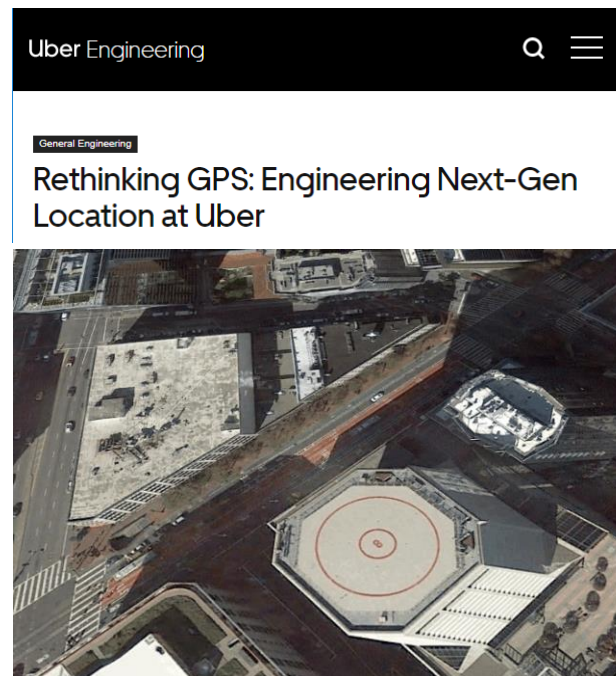 Uber Engineering
General Engineering
Rethinking GPS: Engineering Next-Gen
Location at Uber